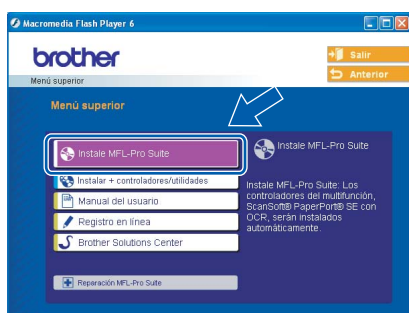 Macromedia Flash Player 6
brother
Salir
Anterior
Menú superior
Menú superior
Instale MFL-Pro Suite
Instalar + controladores/utilidades
Manual del usuario
Registro en línea
Brother Solutions Center
Reparación MFL-Pro Suite
Instale MFL-Pro Suite
Instale MFL-Pro Suite: Los
controladores del multifunción,
ScanSoft® PaperPort® SE con
OCR, serán instalados
automáticamente.